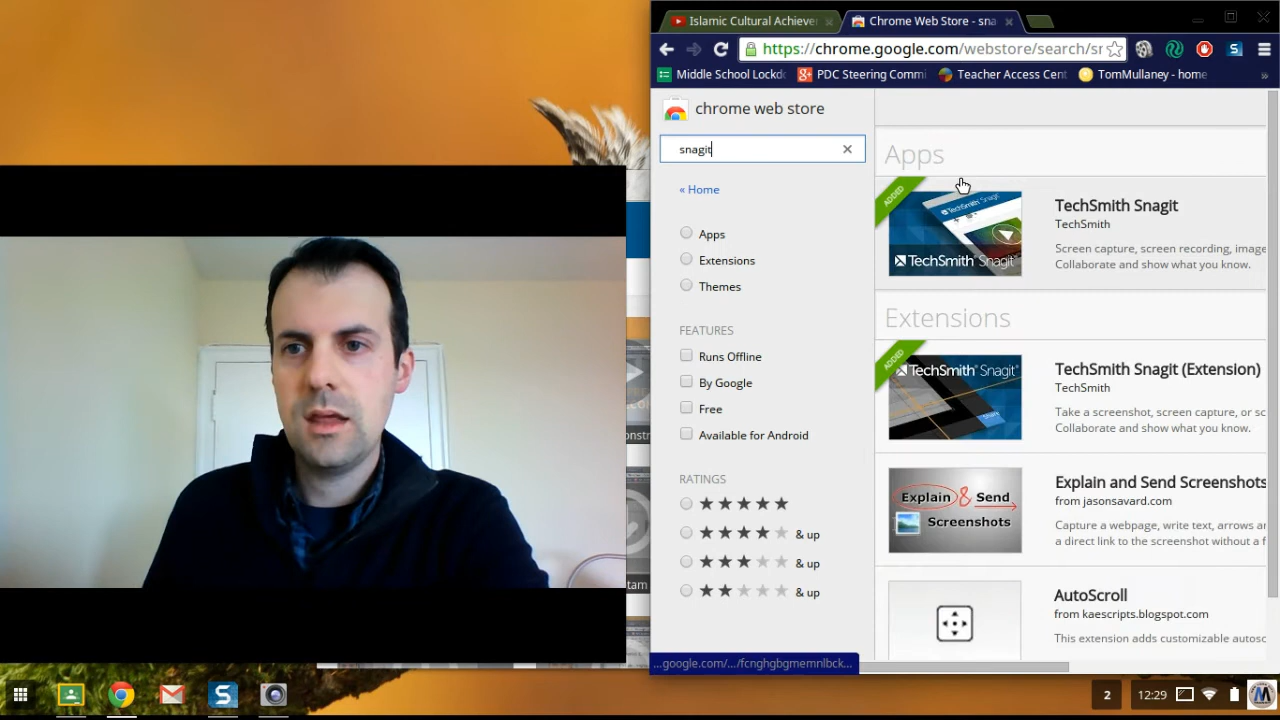 Islamic Cultural Achieve
Chrome Web Store - sna
https://chrome.google.com/webstore/search/sn
Middle School Lockdo
PDC Steering Commi
Teacher Access Cent
TomMullaney - home
»
chrome web store
snagit
« Home
Apps
Extensions
Themes
FEATURES
Runs Offline
By Google
Free
Available for Android
RATINGS
& up
& up
& up
Apps
ADDED
TechSmith Snagit
TechSmith Snagit
TechSmith
Screen capture, screen recording, image
Collaborate and show what you know.
Extensions
ADDED
TechSmith Snagit
Share
TechSmith Snagit (Extension)
TechSmith
Take a screenshot, screen capture, or sc
Collaborate and show what you know.
Explain & Send
Screenshots
Explain and Send Screenshots
from jasonsavard.com
Capture a webpage, write text, arrows an
a direct link to the screenshot without a f
AutoScroll
from kaescripts.blogspot.com
This extension adds customizable autosc
...google.com/.../fcnghgbgmemnlbck...
onst
tam
2
12:29